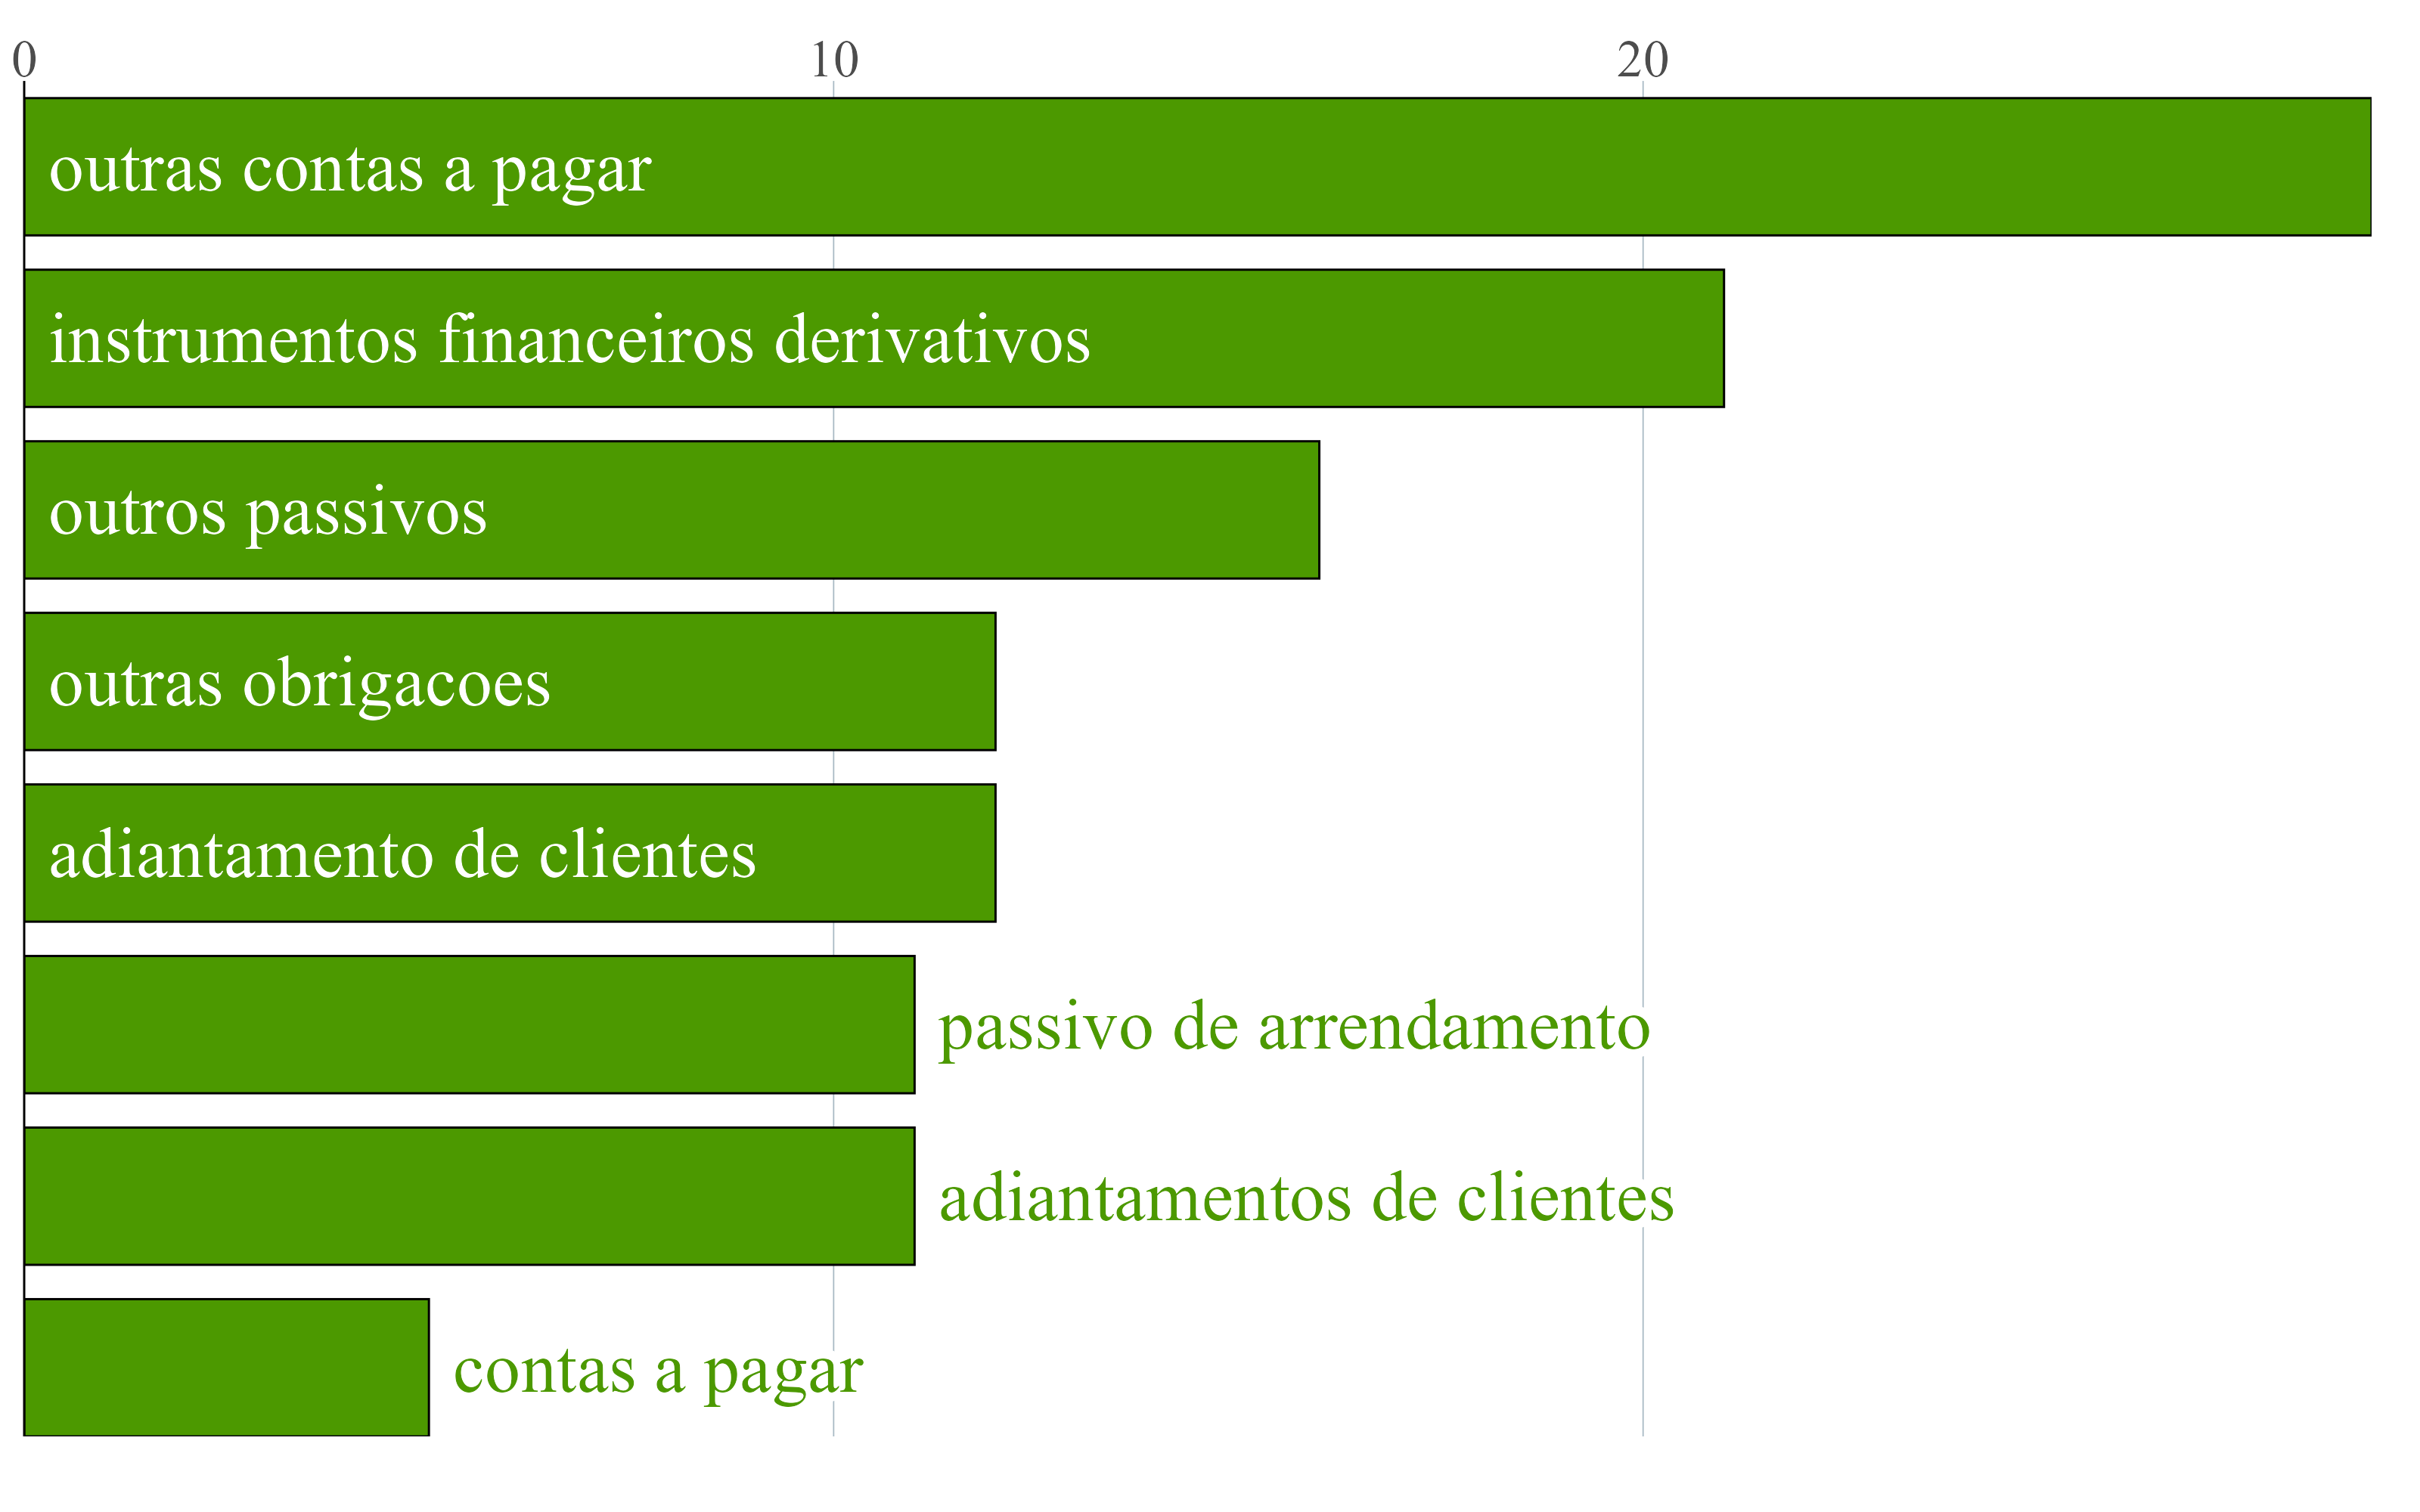 0 10 20
outras contas a pagar
instrumentos financeiros derivativos
outros passivos
outras obrigacoes
adiantamento de clientes
passivo de arrendamento
adiantamentos de clientes
contas a pagar